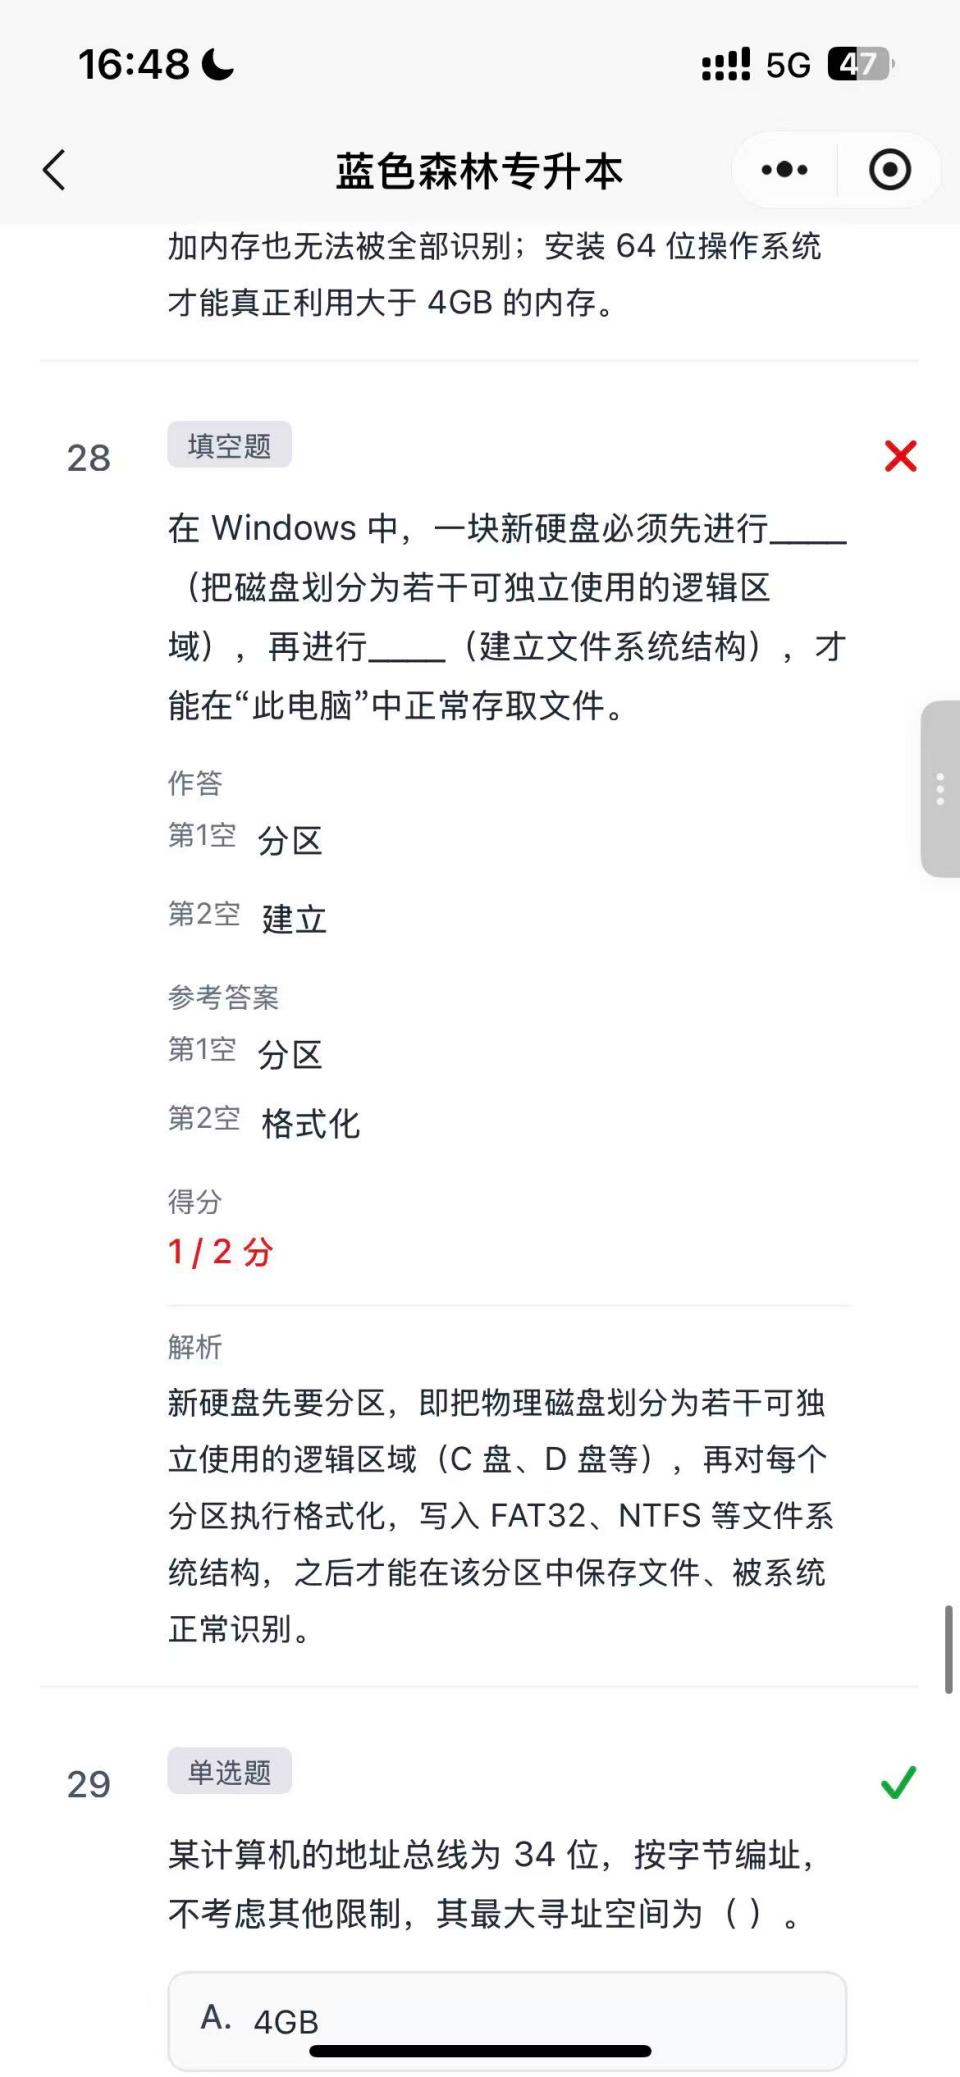 16:48
5G
47
蓝色森林专升本
加内存也无法被全部识别；安装 64 位操作系统
才能真正利用大于 4GB 的内存。
28
填空题
在 Windows 中，一块新硬盘必须先进行____
（把磁盘划分为若干可独立使用的逻辑区
域），再进行____（建立文件系统结构），才
能在“此电脑”中正常存取文件。
作答
第1空 分区
第2空 建立
参考答案
第1空 分区
第2空 格式化
得分
1 / 2 分
解析
新硬盘先要分区，即把物理磁盘划分为若干可独
立使用的逻辑区域（C 盘、D 盘等），再对每个
分区执行格式化，写入 FAT32、NTFS 等文件系
统结构，之后才能在该分区中保存文件、被系统
正常识别。
29
单选题
某计算机的地址总线为 34 位，按字节编址，
不考虑其他限制，其最大寻址空间为（ ）。
A. 4GB